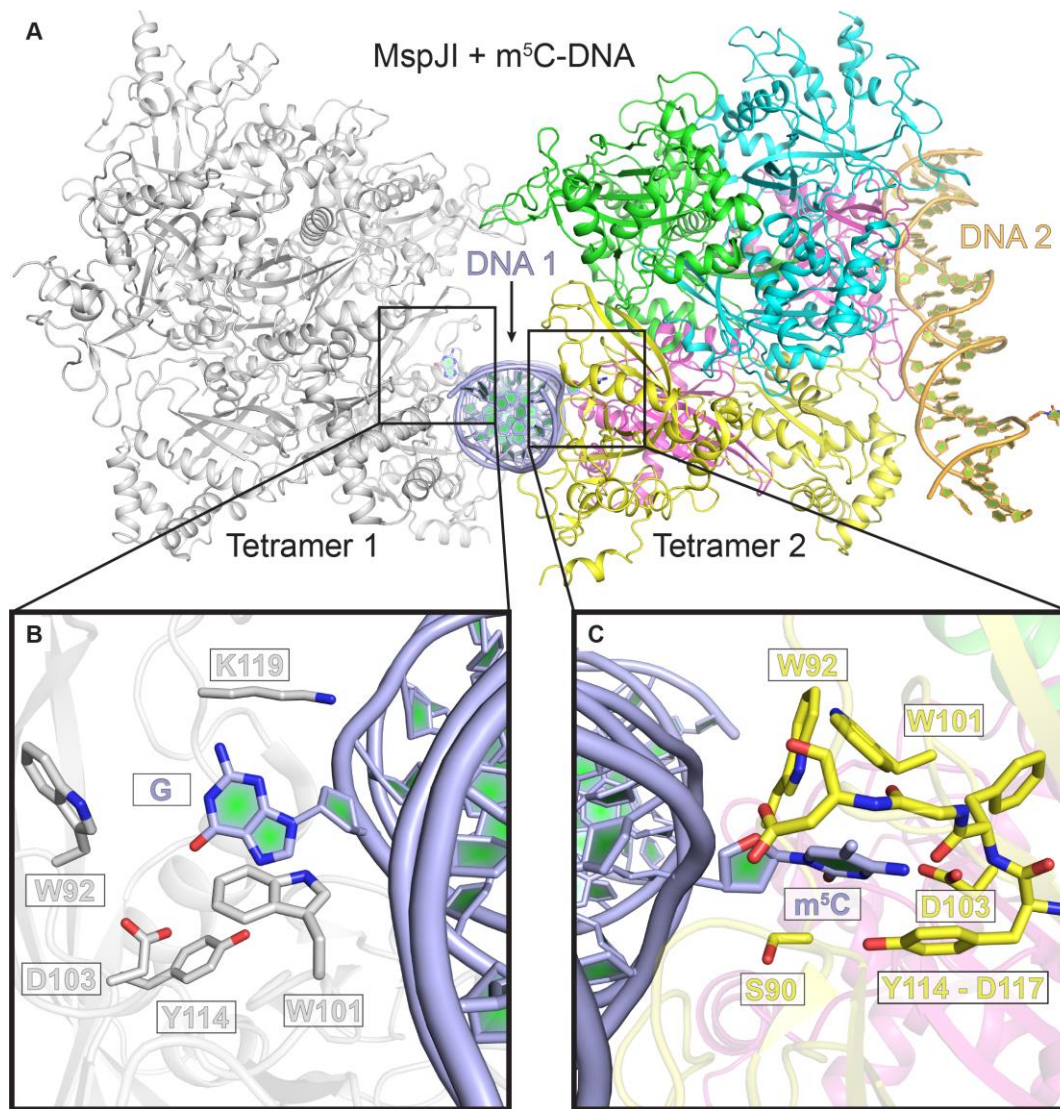 A
MspJI + m⁵C-DNA
DNA 1
DNA 2
Tetramer 1
Tetramer 2
B
K119
G
W92
D103
Y114
W101
C
W92
W101
m⁵C
D103
S90
Y114 - D117